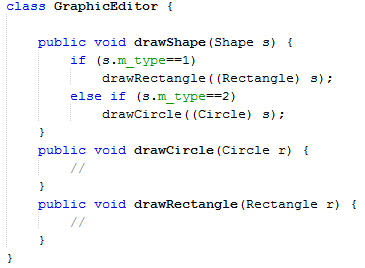 class GraphicEditor {
public void drawShape(Shape s) {
if (s.m_type==1)
drawRectangle((Rectangle) s);
else if (s.m_type==2)
drawCircle((Circle) s);
}
public void drawCircle(Circle r) {
//
}
public void drawRectangle(Rectangle r) {
//
}
}